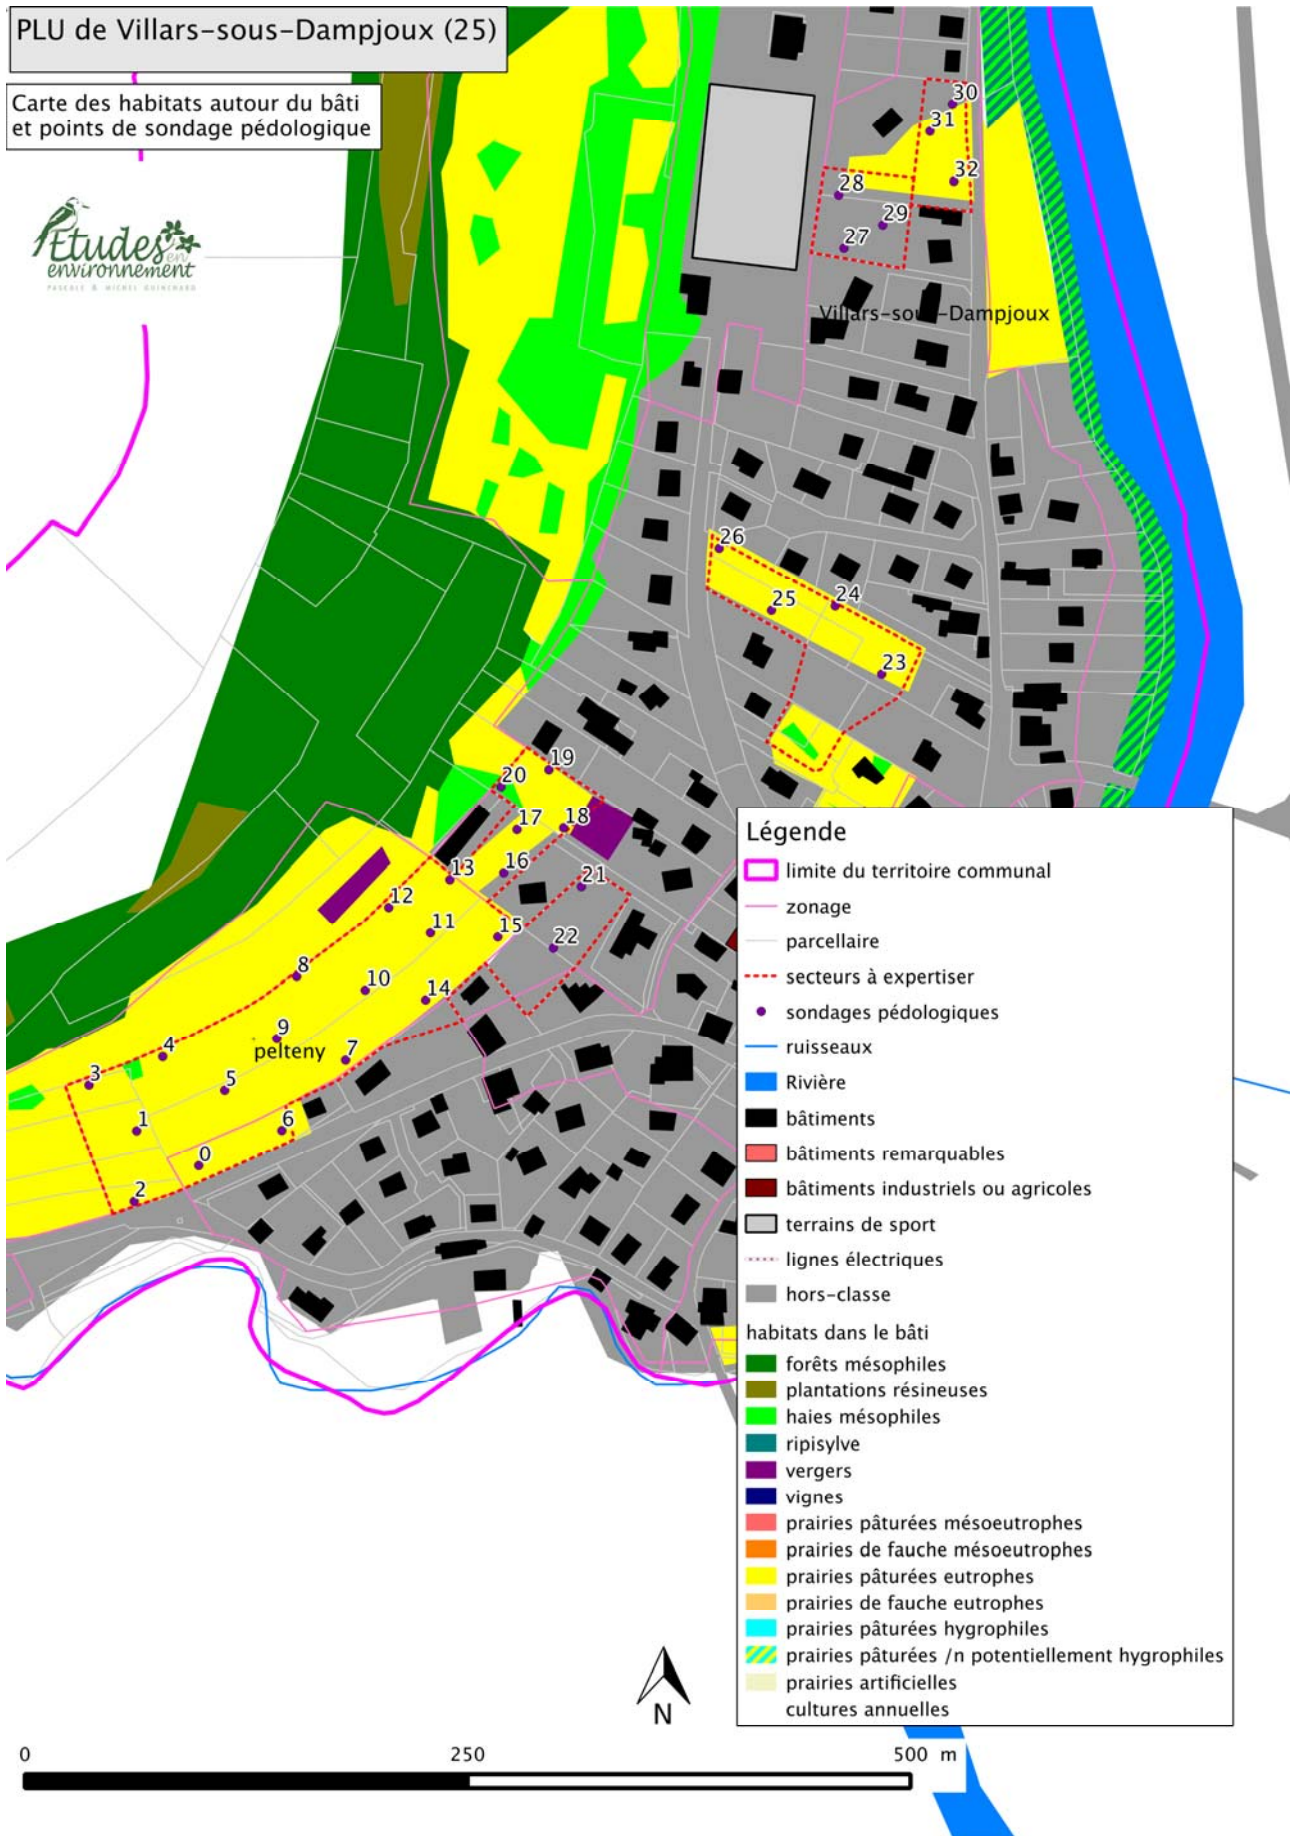 PLU de Villars-sous-Dampjoux (25)
Carte des habitats autour du bâti
et points de sondage pédologique
Etudes
en
environnement
PASCALE & MICHEL GUINCHARD
30
31
32
28
29
27
Villars-sous-Dampjoux
26
25
24
23
19
20
17
18
16
13
21
12
11
15
22
8
10
14
9
pelteny
7
4
3
5
1
6
0
2
Légende
limite du territoire communal
zonage
parcellaire
secteurs à expertiser
sondages pédologiques
ruisseaux
Rivière
bâtiments
bâtiments remarquables
bâtiments industriels ou agricoles
terrains de sport
lignes électriques
hors-classe
habitats dans le bâti
forêts mésophiles
plantations résineuses
haies mésophiles
ripisylve
vergers
vignes
prairies pâturées mésoeutrophes
prairies de fauche mésoeutrophes
prairies pâturées eutrophes
prairies de fauche eutrophes
prairies pâturées hygrophiles
prairies pâturées /n potentiellement hygrophiles
prairies artificielles
cultures annuelles
N
0 250 500 m